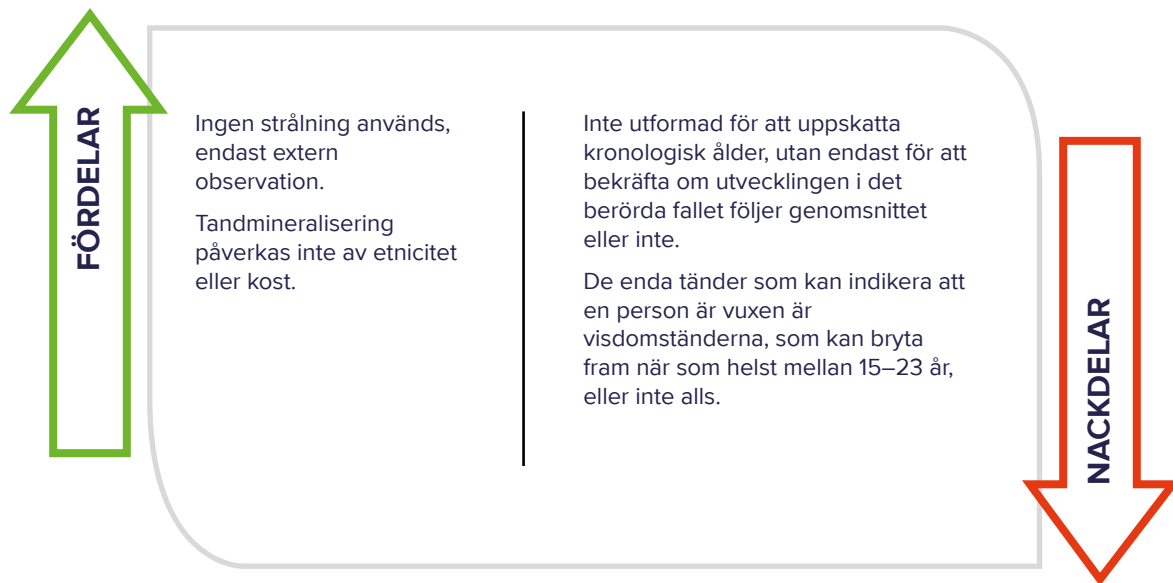 FÖRDELAR
Ingen strålning används,
endast extern
observation.
Tandmineralisering
påverkas inte av etnicitet
eller kost.
Inte utformad för att uppskatta
kronologisk ålder, utan endast för att
bekräfta om utvecklingen i det
berörda fallet följer genomsnittet
eller inte.
De enda tänder som kan indikera att
en person är vuxen är
visdomständerna, som kan bryta
fram när som helst mellan 15–23 år,
eller inte alls.
NACKDELAR